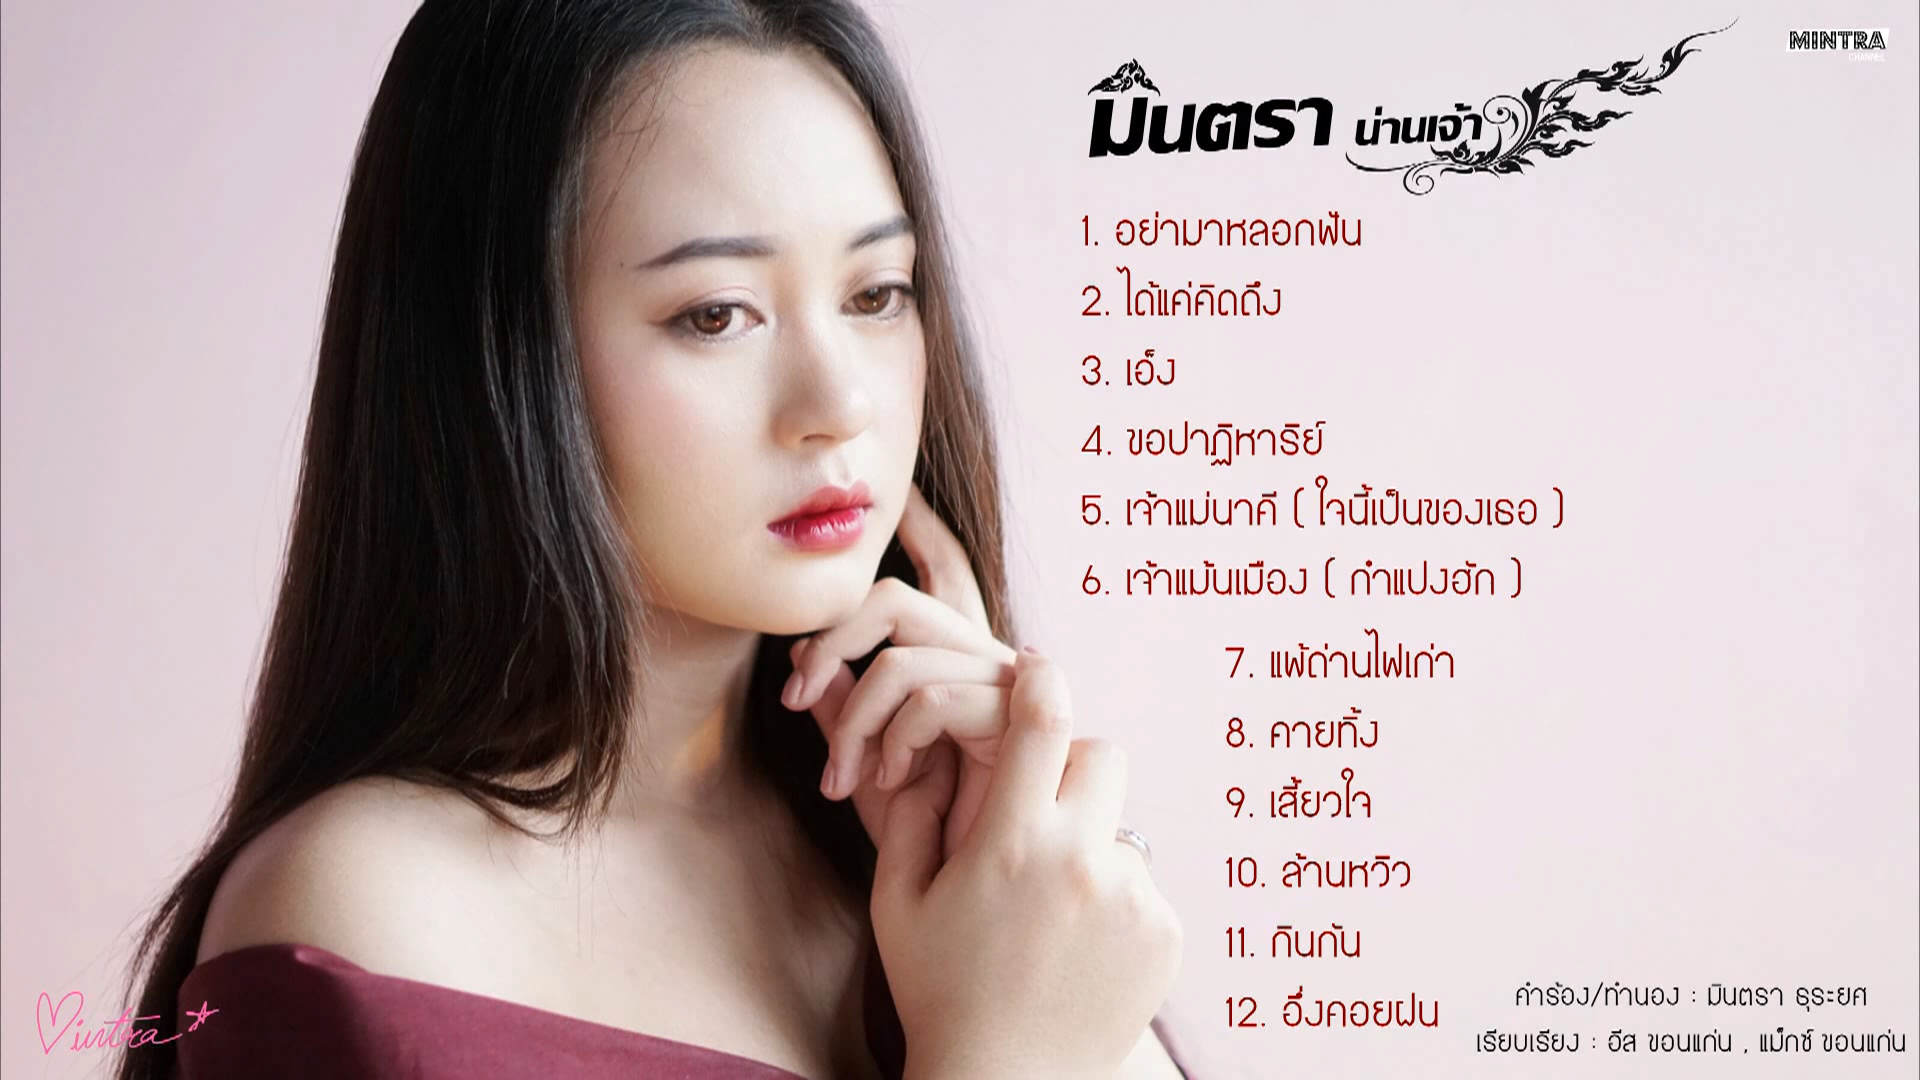 MINTRA
CHANNEL
มินตรา น่านเจ้า
1. อย่ามาหลอกฟัน
2. ได้แค่คิดถึง
3. เอ็ง
4. ขอปาฏิหาริย์
5. เจ้าแม่นาคี ( ใจนี้เป็นของเธอ )
6. เจ้าแม้นเมือง ( กำแปงฮัก )
7. แพ้ถ่านไฟเก่า
8. คายทิ้ง
9. เสี้ยวใจ
10. ล้านหวิว
11. กินกัน
12. อึ่งคอยฝน
คำร้อง/ทำนอง : มินตรา ธุระยศ
เรียบเรียง : อีส ขอนแก่น , แม็กซ์ ขอนแก่น
Mintra